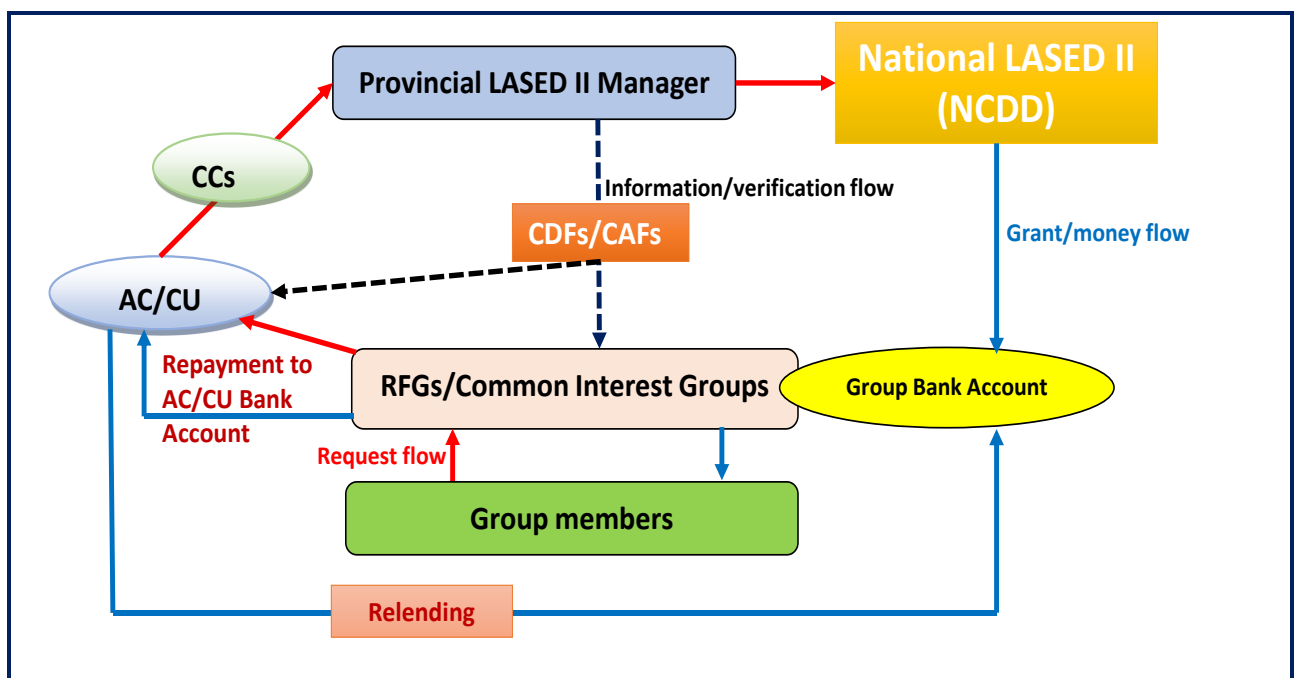 Provincial LASED II Manager
National LASED II
(NCDD)
CCs
Information/verification flow
CDFs/CAFs
Grant/money flow
AC/CU
Repayment to
AC/CU Bank
Account
RFGs/Common Interest Groups
Group Bank Account
Request flow
Group members
Relending